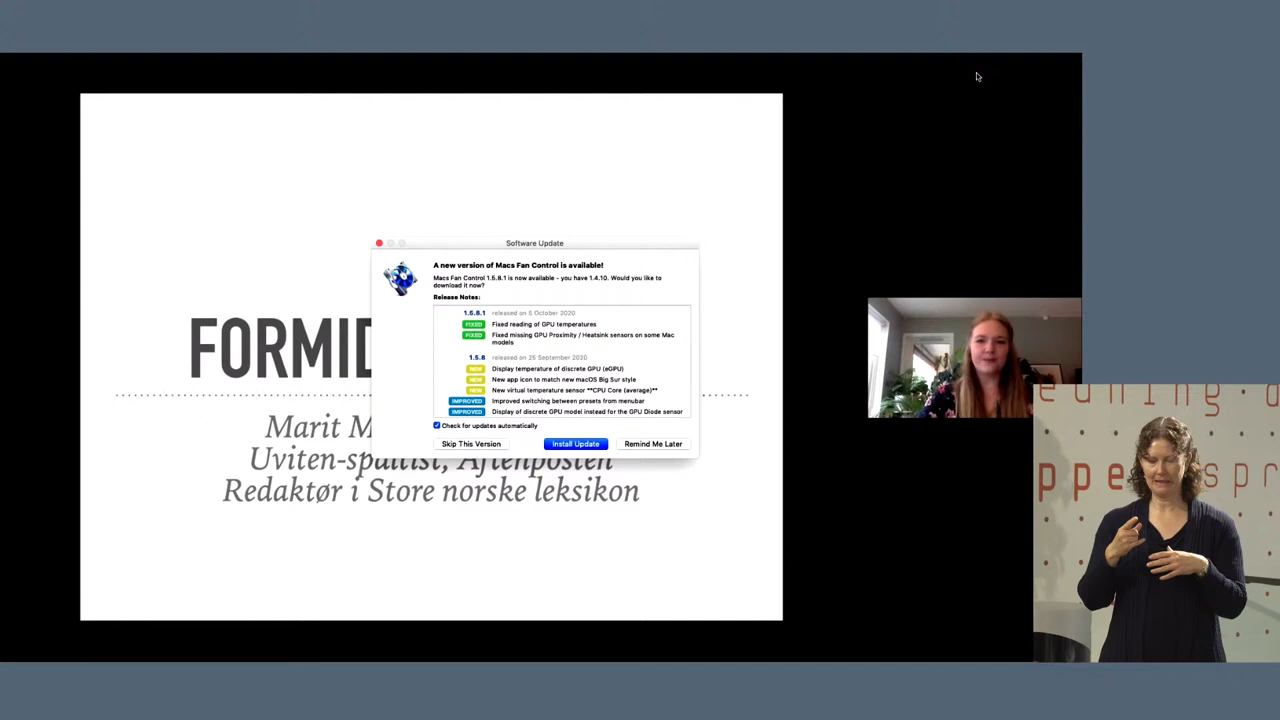 Software Update
A new version of Macs Fan Control is available!
Macs Fan Control 1.5.8.1 is now available - you have 1.4.10. Would you like to
download it now?
Release Notes:
1.5.8.1 released on 5 October 2020
FIXED Fixed reading of GPU temperatures
FIXED Fixed missing GPU Proximity / Heatsink sensors on some Mac
models
1.5.8 released on 25 September 2020
NEW Display temperature of discrete GPU (eGPU)
NEW New app icon to match new macOS Big Sur style
NEW New virtual temperature sensor **CPU Core (average)**
IMPROVED Improved switching between presets from menubar
IMPROVED Display of discrete GPU model instead for the GPU Diode sensor
Check for updates automatically
Skip This Version Install Update Remind Me Later
FORMID
Marit M
Uviten-spaltist, Aftenposten
Redaktør i Store norske leksikon